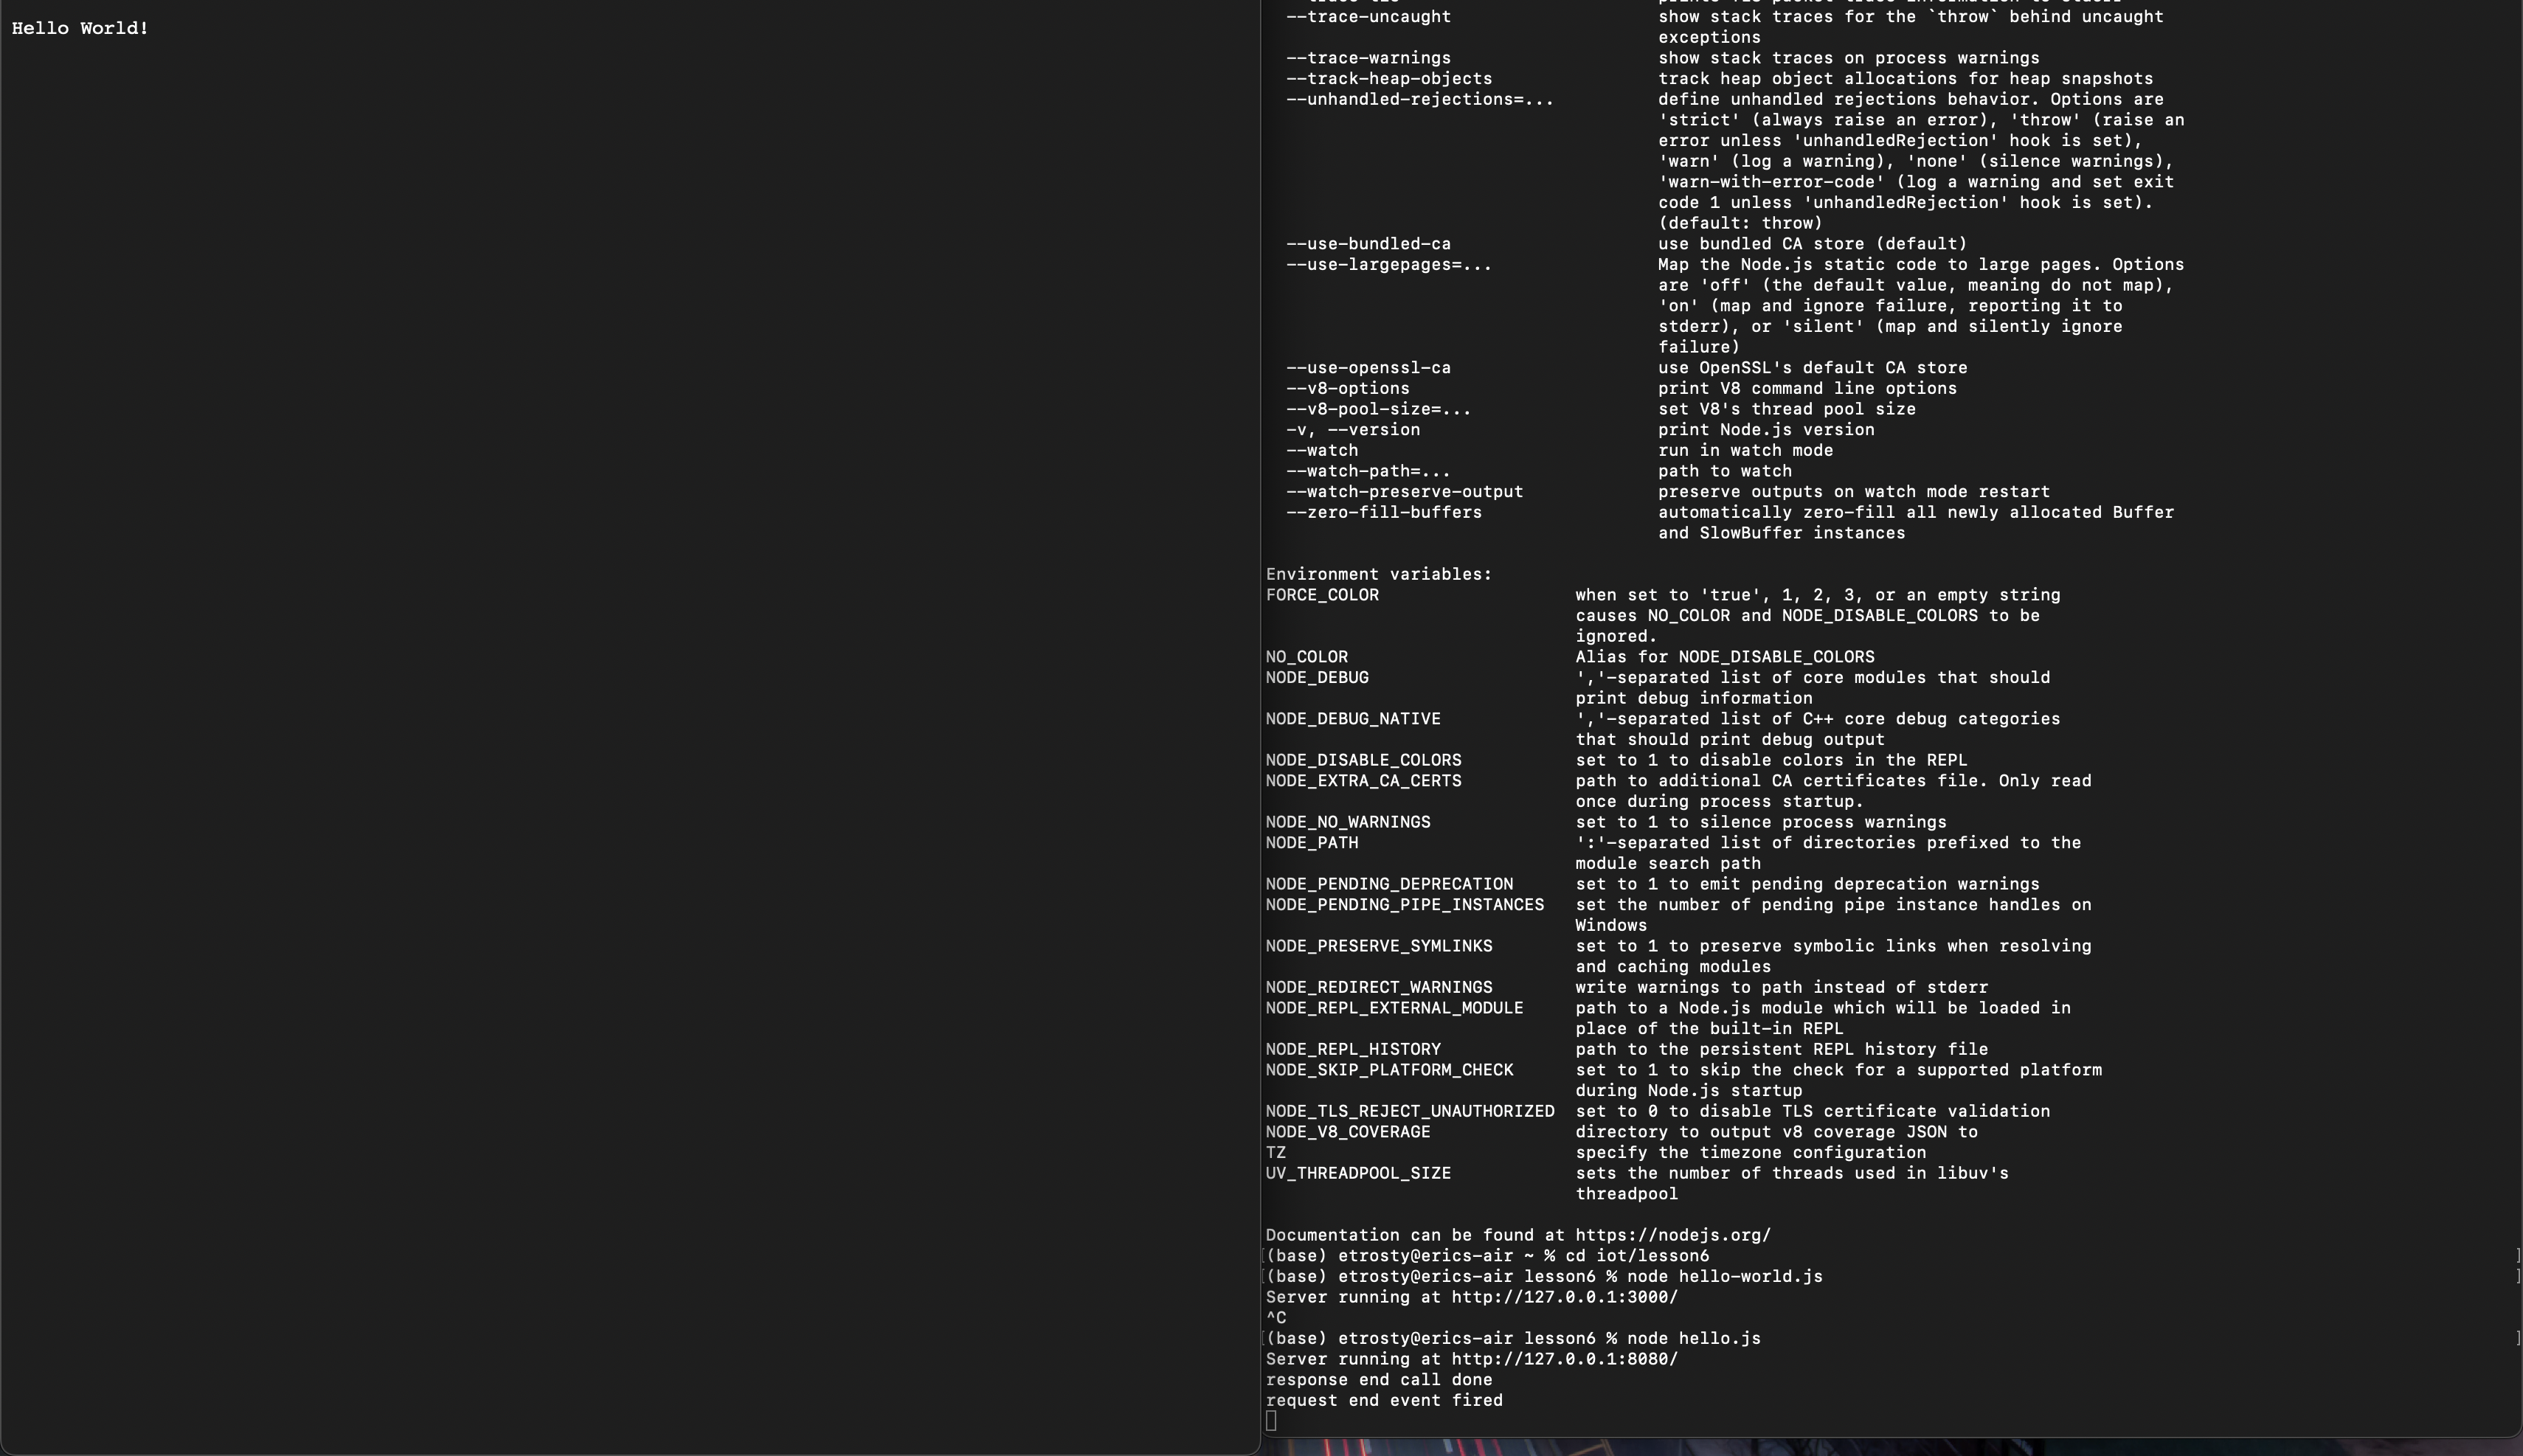 Hello World!
--trace-uncaught show stack traces for the `throw` behind uncaught
exceptions
--trace-warnings show stack traces on process warnings
--track-heap-objects track heap object allocations for heap snapshots
--unhandled-rejections=... define unhandled rejections behavior. Options are
'strict' (always raise an error), 'throw' (raise an
error unless 'unhandledRejection' hook is set),
'warn' (log a warning), 'none' (silence warnings),
'warn-with-error-code' (log a warning and set exit
code 1 unless 'unhandledRejection' hook is set).
(default: throw)
--use-bundled-ca use bundled CA store (default)
--use-largepages=... Map the Node.js static code to large pages. Options
are 'off' (the default value, meaning do not map),
'on' (map and ignore failure, reporting it to
stderr), or 'silent' (map and silently ignore
failure)
--use-openssl-ca use OpenSSL's default CA store
--v8-options print V8 command line options
--v8-pool-size=... set V8's thread pool size
-v, --version print Node.js version
--watch run in watch mode
--watch-path=... path to watch
--watch-preserve-output preserve outputs on watch mode restart
--zero-fill-buffers automatically zero-fill all newly allocated Buffer
and SlowBuffer instances
Environment variables:
FORCE_COLOR when set to 'true', 1, 2, 3, or an empty string
causes NO_COLOR and NODE_DISABLE_COLORS to be
ignored.
NO_COLOR Alias for NODE_DISABLE_COLORS
NODE_DEBUG ','-separated list of core modules that should
print debug information
NODE_DEBUG_NATIVE ','-separated list of C++ core debug categories
that should print debug output
NODE_DISABLE_COLORS set to 1 to disable colors in the REPL
NODE_EXTRA_CA_CERTS path to additional CA certificates file. Only read
once during process startup.
NODE_NO_WARNINGS set to 1 to silence process warnings
NODE_PATH ':'-separated list of directories prefixed to the
module search path
NODE_PENDING_DEPRECATION set to 1 to emit pending deprecation warnings
NODE_PENDING_PIPE_INSTANCES set the number of pending pipe instance handles on
Windows
NODE_PRESERVE_SYMLINKS set to 1 to preserve symbolic links when resolving
and caching modules
NODE_REDIRECT_WARNINGS write warnings to path instead of stderr
NODE_REPL_EXTERNAL_MODULE path to a Node.js module which will be loaded in
place of the built-in REPL
NODE_REPL_HISTORY path to the persistent REPL history file
NODE_SKIP_PLATFORM_CHECK set to 1 to skip the check for a supported platform
during Node.js startup
NODE_TLS_REJECT_UNAUTHORIZED set to 0 to disable TLS certificate validation
NODE_V8_COVERAGE directory to output v8 coverage JSON to
TZ specify the timezone configuration
UV_THREADPOOL_SIZE sets the number of threads used in libuv's
threadpool
Documentation can be found at https://nodejs.org/
[(base) etrosty@erics-air ~ % cd iot/lesson6 ]
[(base) etrosty@erics-air lesson6 % node hello-world.js ]
Server running at http://127.0.0.1:3000/
^C
[(base) etrosty@erics-air lesson6 % node hello.js ]
Server running at http://127.0.0.1:8080/
response end call done
request end event fired